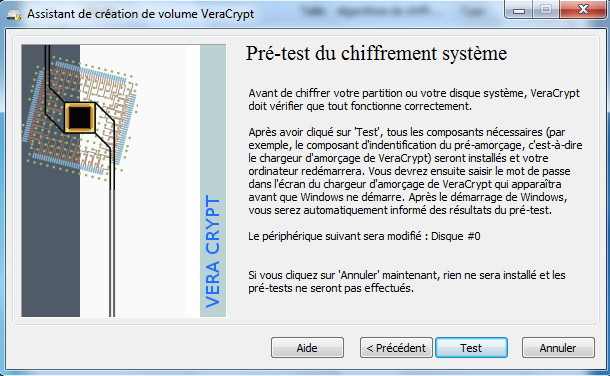 Assistant de création de volume VeraCrypt
Pré-test du chiffrement système
Avant de chiffrer votre partition ou votre disque système, VeraCrypt
doit vérifier que tout fonctionne correctement.
Après avoir cliqué sur 'Test', tous les composants nécessaires (par
exemple, le composant d'indentification du pré-amorçage, c'est-à-dire
le chargeur d'amorçage de VeraCrypt) seront installés et votre
ordinateur redémarrera. Vous devrez ensuite saisir le mot de passe
dans l'écran du chargeur d'amorçage de VeraCrypt qui apparaîtra
avant que Windows ne démarre. Après le démarrage de Windows,
vous serez automatiquement informé des résultats du pré-test.
Le périphérique suivant sera modifié : Disque #0
Si vous cliquez sur 'Annuler' maintenant, rien ne sera installé et les
pré-tests ne seront pas effectués.
VERA CRYPT
Aide
< Précédent
Test
Annuler